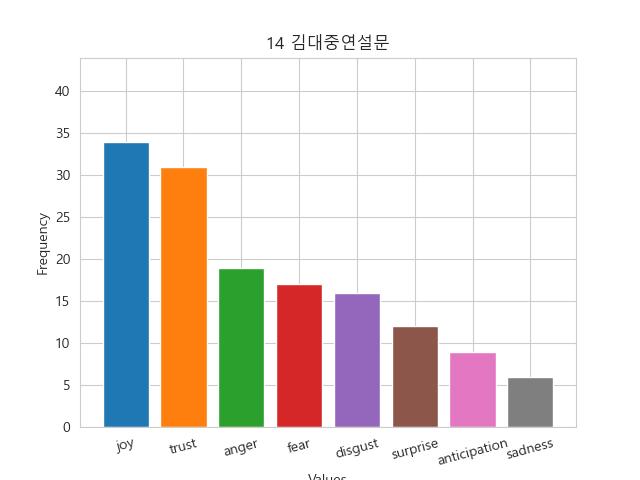 14 김대중연설문
Frequency
40
35
30
25
20
15
10
5
0
joy trust anger fear disgust surprise anticipation sadness
Values